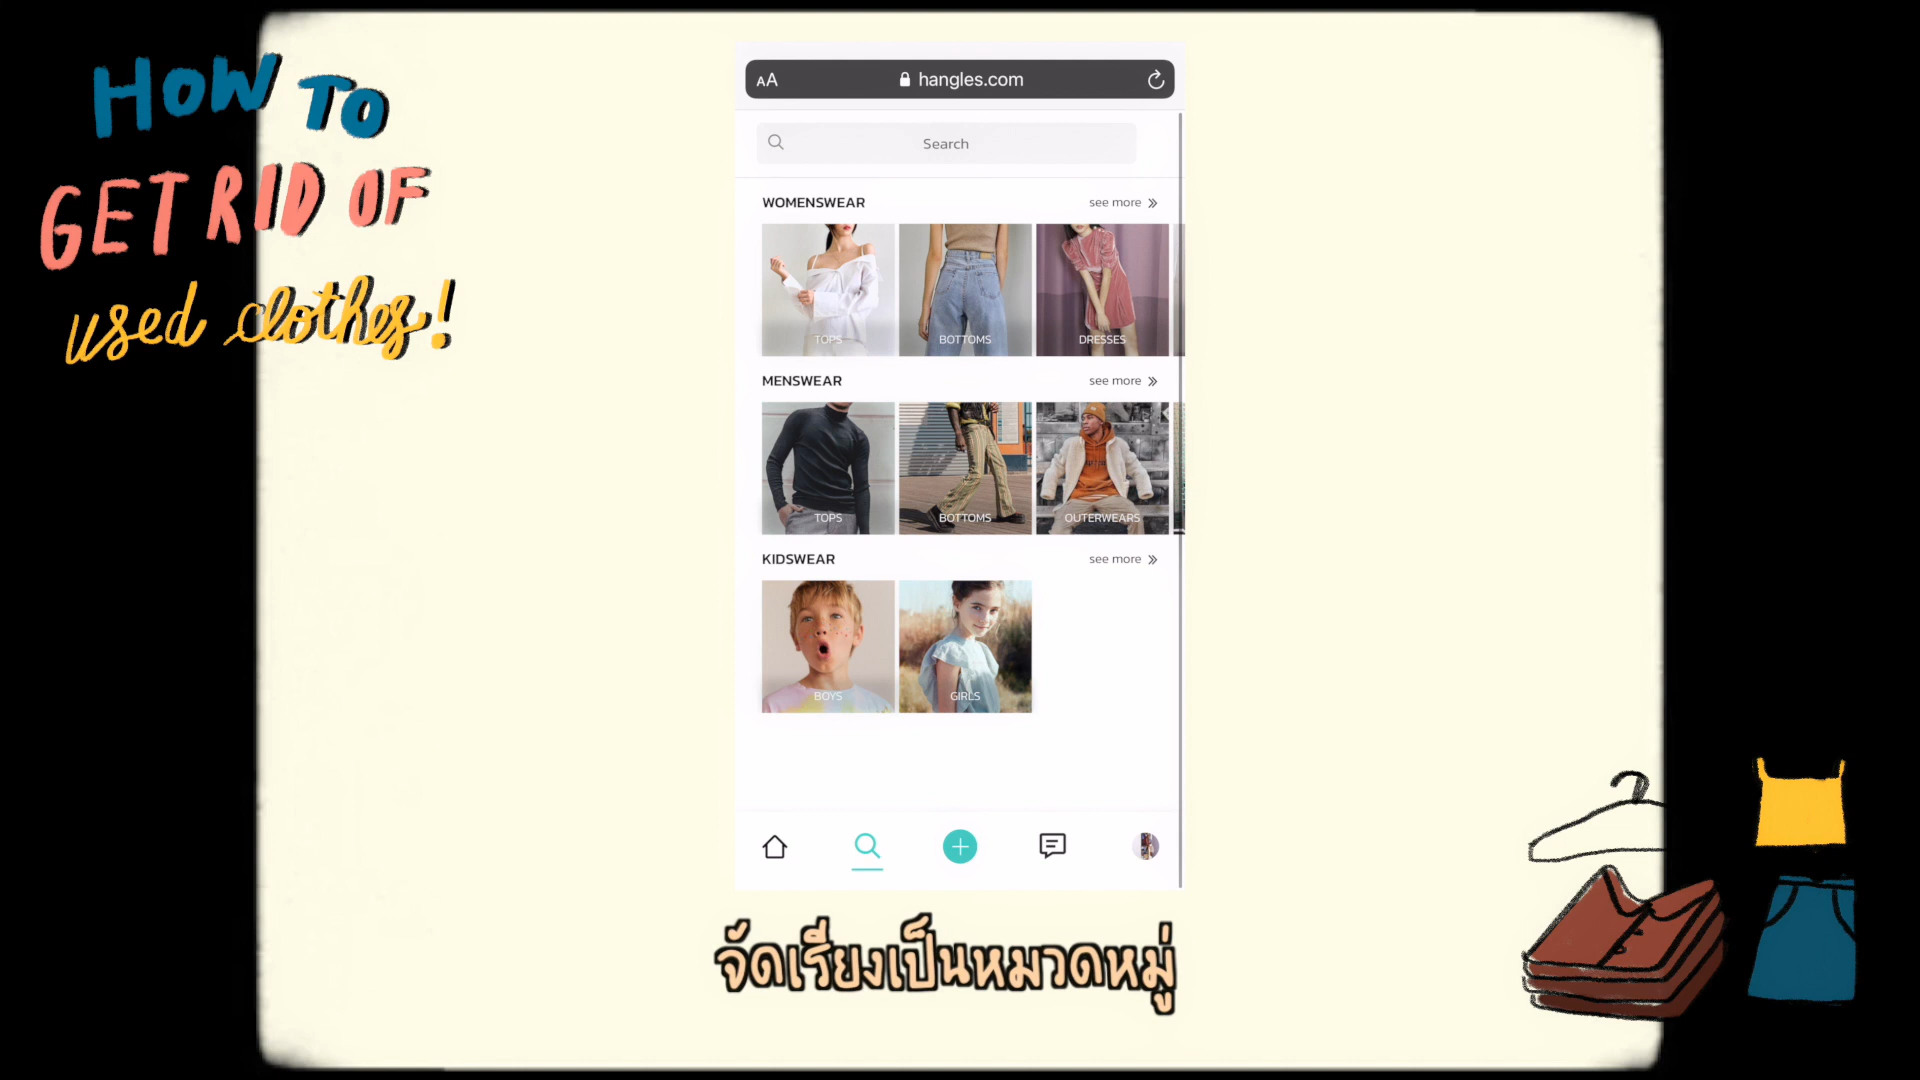 HOW TO
GET RID OF
used clothes!
AA
hangles.com
Search
WOMENSWEAR
see more
TOPS
BOTTOMS
DRESSES
MENSWEAR
see more
TOPS
BOTTOMS
OUTERWEARS
KIDSWEAR
see more
BOYS
GIRLS
จัดเรียงเป็นหมวดหมู่